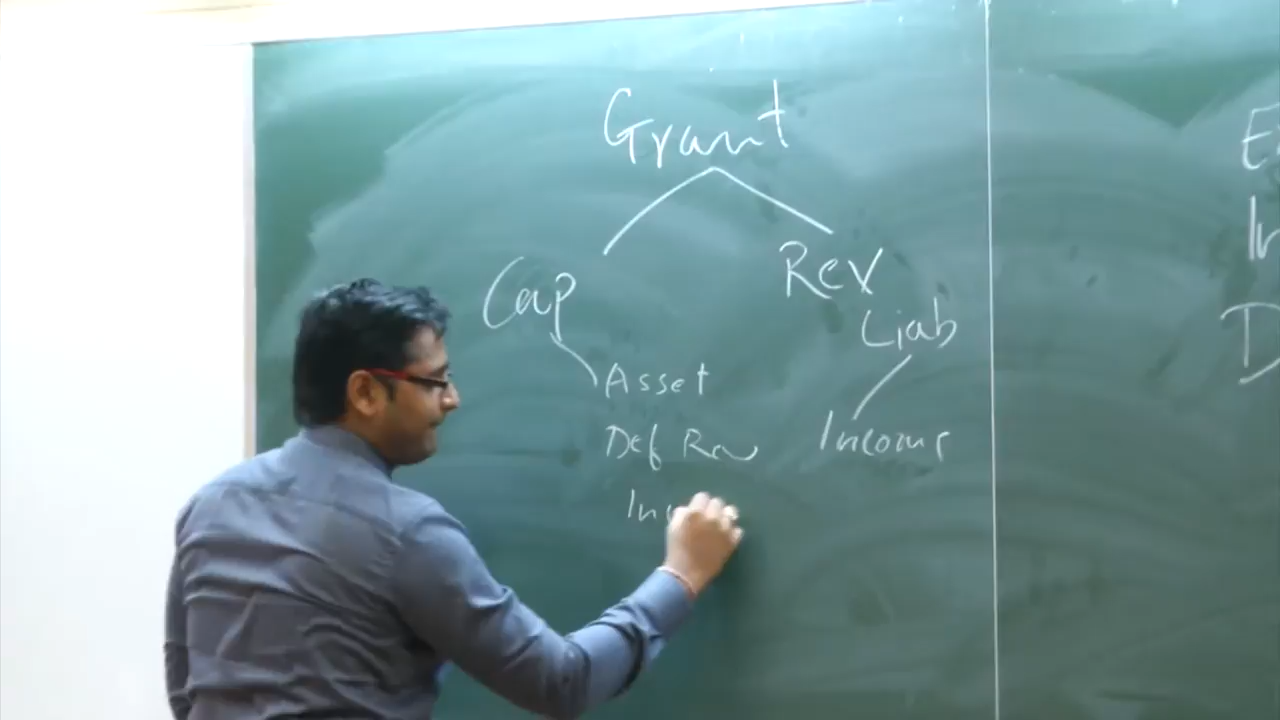 Grant
Cap
Rev
Liab
Asset
Def Rev
Income